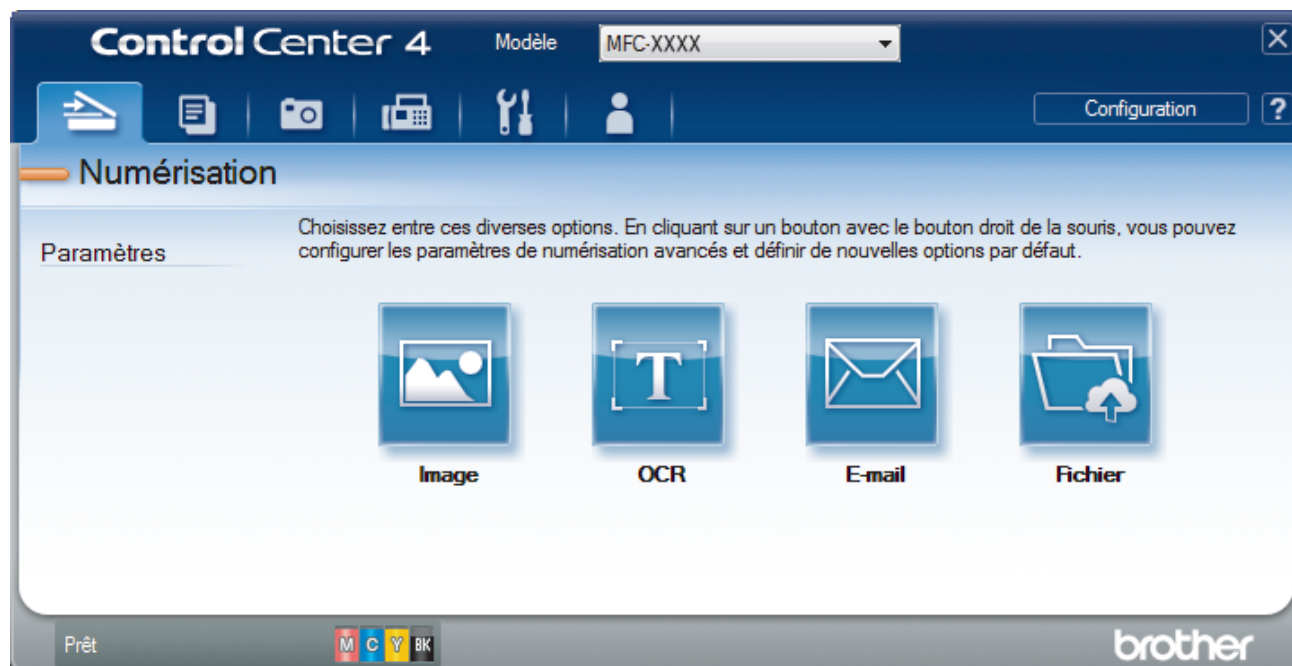 ControlCenter 4 Modèle MFC-XXXX
Configuration ?
Numérisation
Choisissez entre ces diverses options. En cliquant sur un bouton avec le bouton droit de la souris, vous pouvez
Paramètres configurer les paramètres de numérisation avancés et définir de nouvelles options par défaut.
T
Image OCR E-mail Fichier
Prêt M C Y BK brother